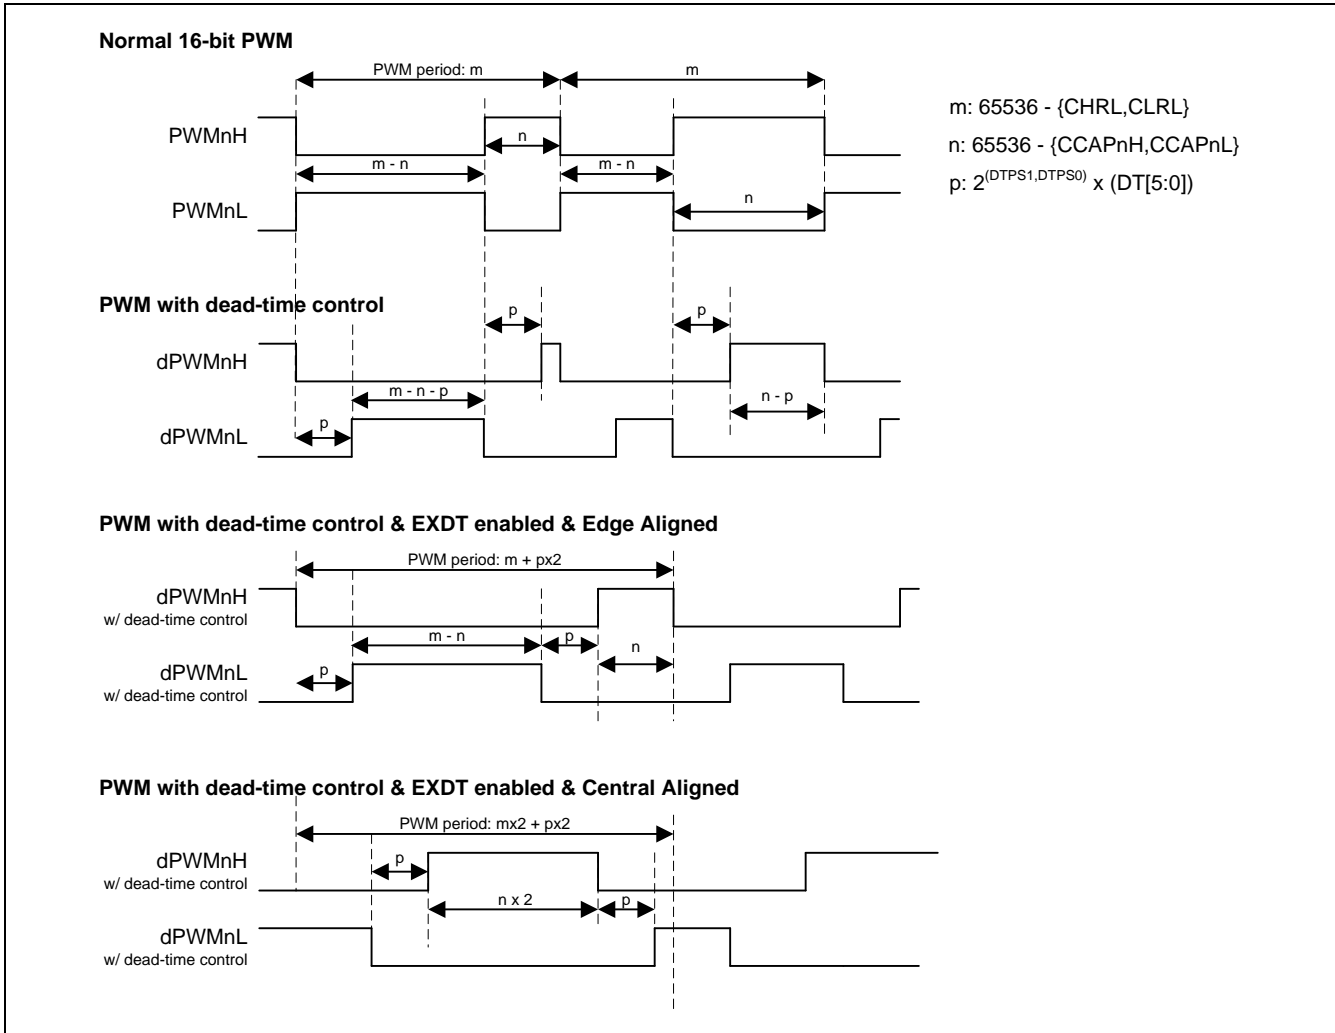 Normal 16-bit PWM
PWM period: m
m
m: 65536 - {CHRL,CLRL}
PWMnH
n
n: 65536 - {CCAPnH,CCAPnL}
m - n
m - n
p: 2(DTPS1,DTPS0) x (DT[5:0])
PWMnL
n
PWM with dead-time control
p
p
dPWMnH
m - n - p
n - p
p
dPWMnL
PWM with dead-time control & EXDT enabled & Edge Aligned
PWM period: m + px2
dPWMnH
w/ dead-time control
m - n
p
n
dPWMnL
p
w/ dead-time control
PWM with dead-time control & EXDT enabled & Central Aligned
PWM period: mx2 + px2
dPWMnH
p
w/ dead-time control
n x 2
p
dPWMnL
w/ dead-time control